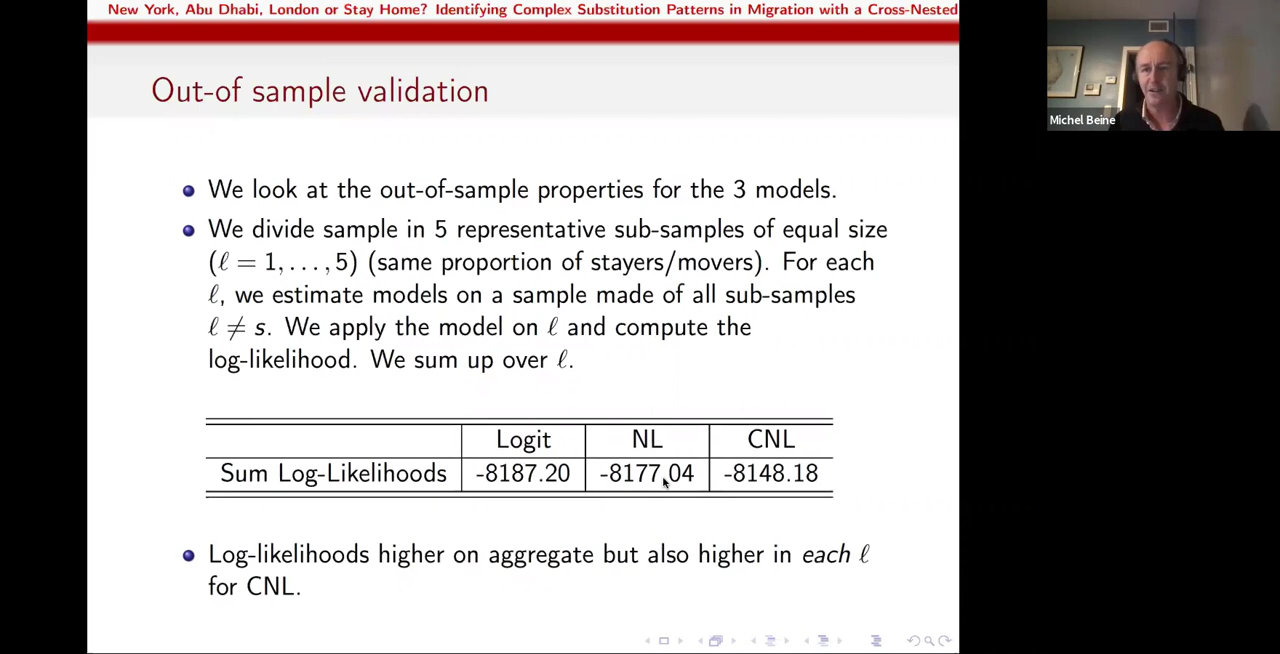 New York, Abu Dhabi, London or Stay Home? Identifying Complex Substitution Patterns in Migration with a Cross-Nested
Out-of sample validation
Michel Beine
We look at the out-of-sample properties for the 3 models.
We divide sample in 5 representative sub-samples of equal size
(ℓ = 1, . . . , 5) (same proportion of stayers/movers). For each
ℓ, we estimate models on a sample made of all sub-samples
ℓ ≠ s. We apply the model on ℓ and compute the
log-likelihood. We sum up over ℓ.
Logit NL CNL
Sum Log-Likelihoods -8187.20 -8177.04 -8148.18
Log-likelihoods higher on aggregate but also higher in each ℓ
for CNL.